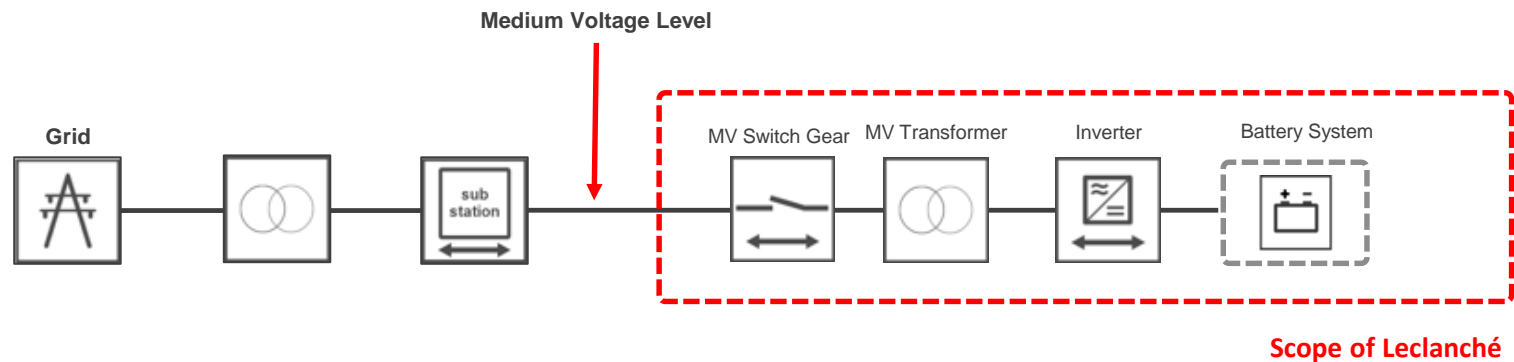 Medium Voltage Level
Grid
MV Switch Gear
MV Transformer
Inverter
Battery System
sub
station
+ -
Scope of Leclanché